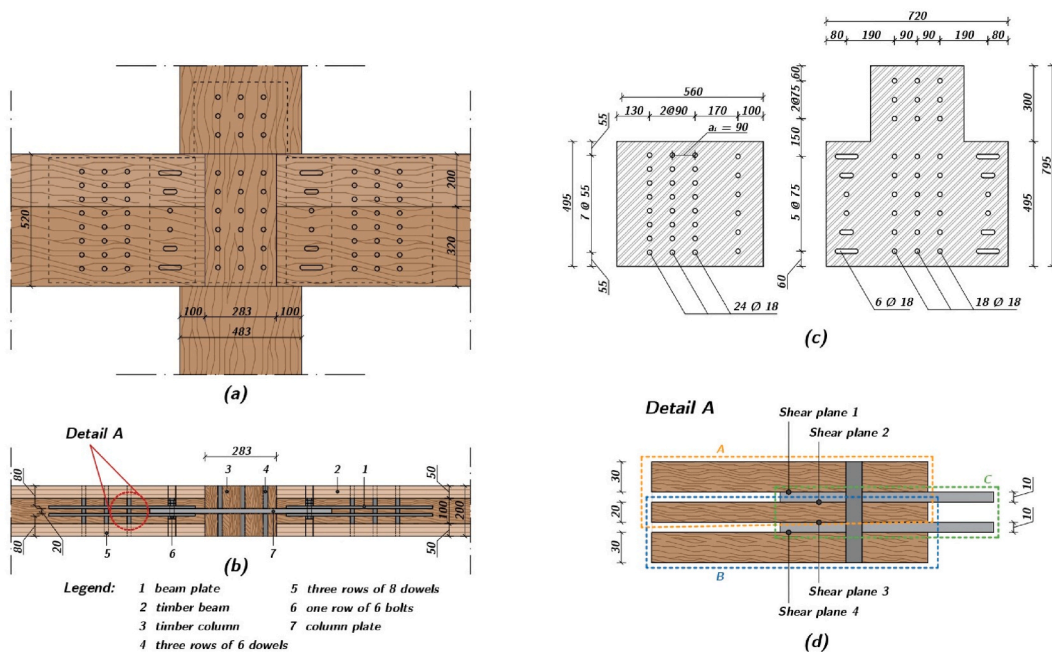 520
200
320
100 283 100
483
(a)
Detail A
283
3 4 2 1
80
20
80
50
100
200
50
5 6 7
(b)
Legend:
1 beam plate
2 timber beam
3 timber column
4 three rows of 6 dowels
5 three rows of 8 dowels
6 one row of 6 bolts
7 column plate
560
130 2@90 170 100
a₁ = 90
55
495
7 @ 55
55
24 Ø 18
720
80 190 90 90 190 80
60
2@75
150
5 @ 75
60
300
495
795
6 Ø 18
18 Ø 18
(c)
Detail A
Shear plane 1
Shear plane 2
A
C
B
30
20
30
10
10
Shear plane 3
Shear plane 4
(d)